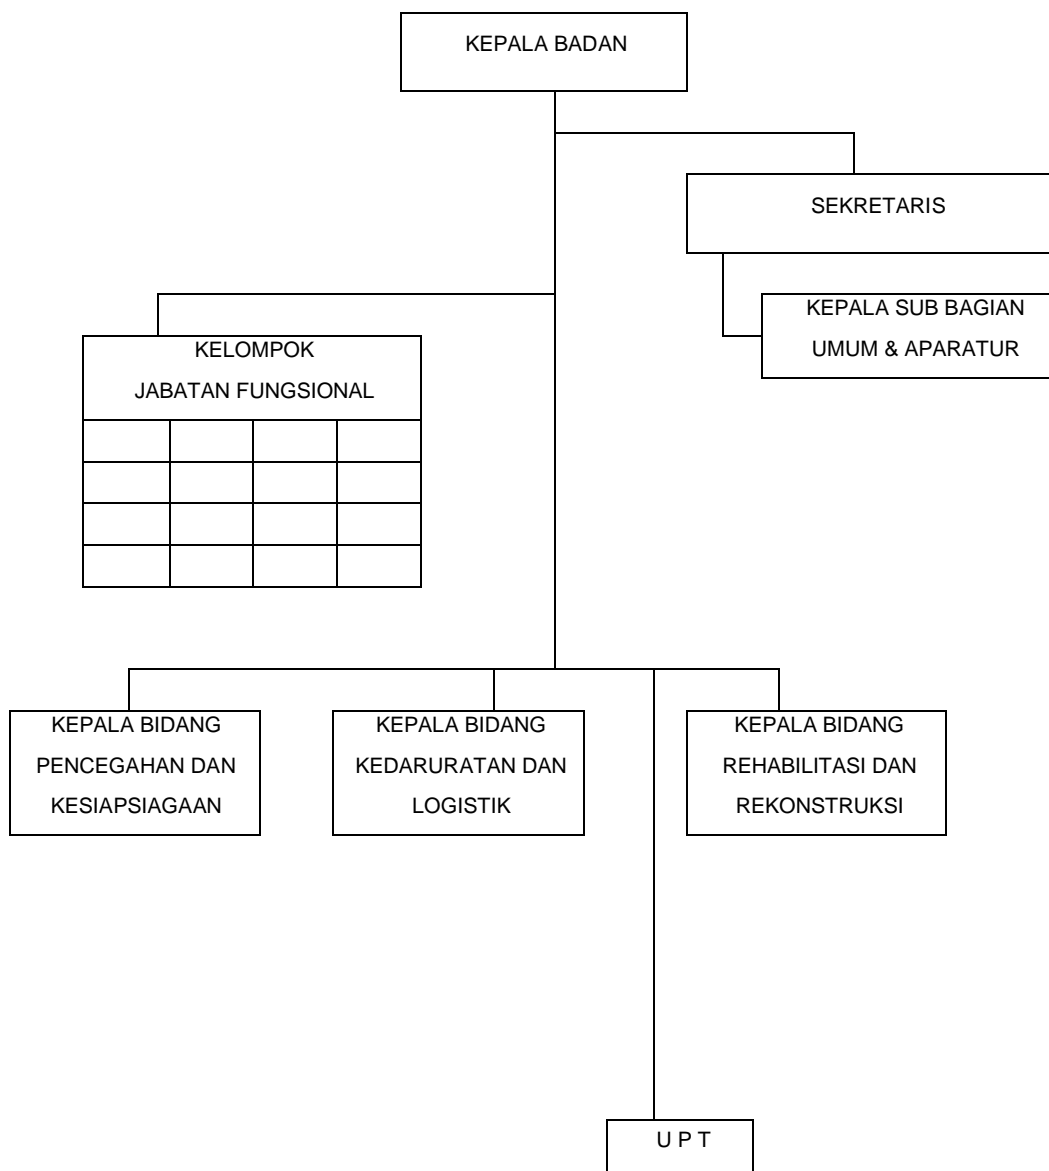 KEPALA BADAN
SEKRETARIS
KEPALA SUB BAGIAN
UMUM & APARATUR
KELOMPOK
JABATAN FUNGSIONAL
KEPALA BIDANG
PENCEGAHAN DAN
KESIAPSIAGAAN
KEPALA BIDANG
KEDARURATAN DAN
LOGISTIK
KEPALA BIDANG
REHABILITASI DAN
REKONSTRUKSI
U P T